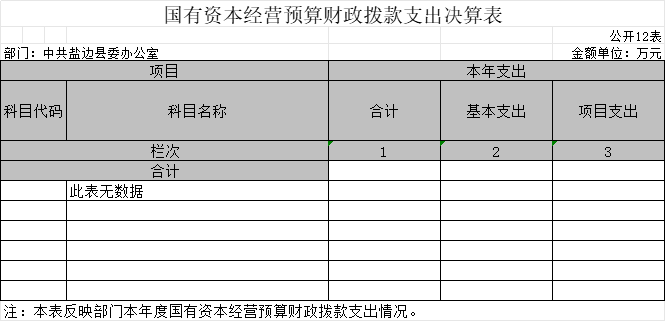 国有资本经营预算财政拨款支出决算表
公开12表
部门：中共盐边县委办公室 金额单位：万元
项目 本年支出
科目代码 科目名称 合计 基本支出 项目支出
栏次 1 2 3
合计
此表无数据
注：本表反映部门本年度国有资本经营预算财政拨款支出情况。